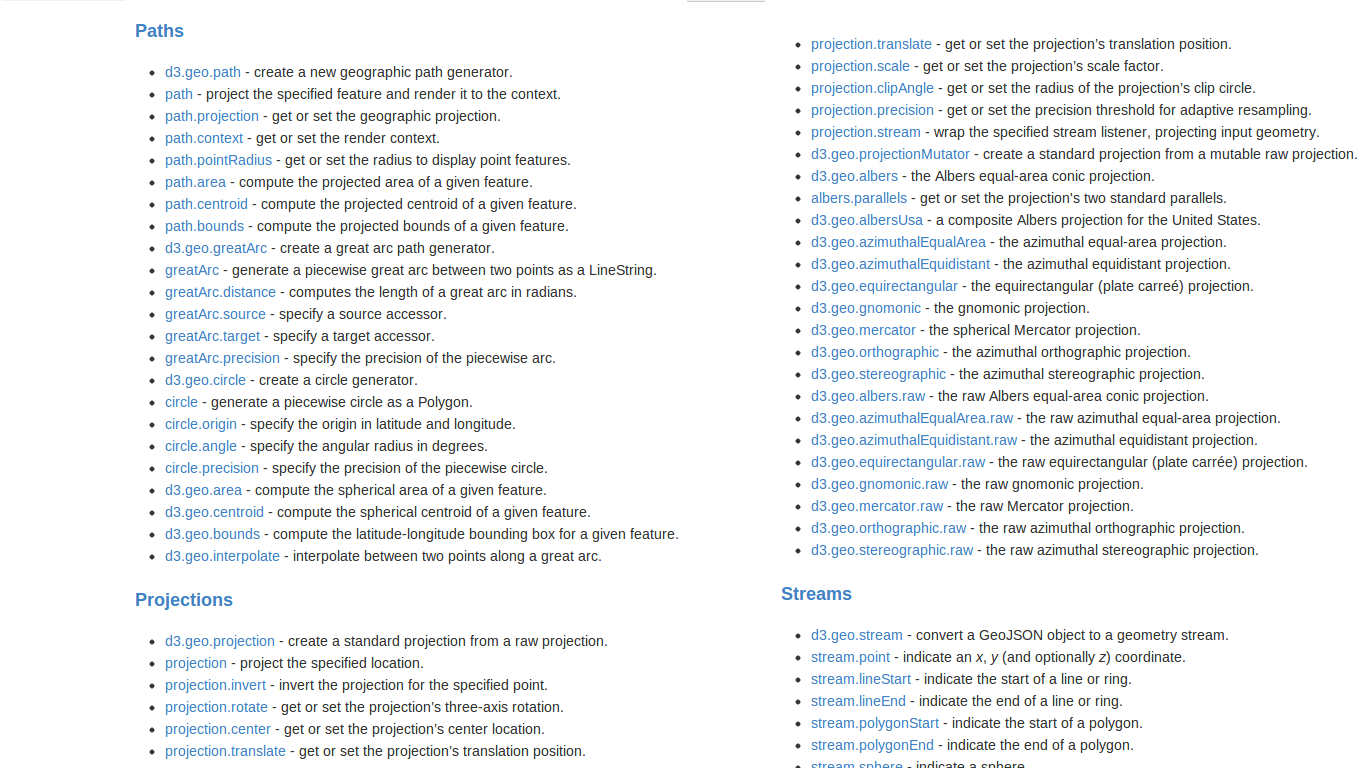 Paths
d3.geo.path - create a new geographic path generator.
path - project the specified feature and render it to the context.
path.projection - get or set the geographic projection.
path.context - get or set the render context.
path.pointRadius - get or set the radius to display point features.
path.area - compute the projected area of a given feature.
path.centroid - compute the projected centroid of a given feature.
path.bounds - compute the projected bounds of a given feature.
d3.geo.greatArc - create a great arc path generator.
greatArc - generate a piecewise great arc between two points as a LineString.
greatArc.distance - computes the length of a great arc in radians.
greatArc.source - specify a source accessor.
greatArc.target - specify a target accessor.
greatArc.precision - specify the precision of the piecewise arc.
d3.geo.circle - create a circle generator.
circle - generate a piecewise circle as a Polygon.
circle.origin - specify the origin in latitude and longitude.
circle.angle - specify the angular radius in degrees.
circle.precision - specify the precision of the piecewise circle.
d3.geo.area - compute the spherical area of a given feature.
d3.geo.centroid - compute the spherical centroid of a given feature.
d3.geo.bounds - compute the latitude-longitude bounding box for a given feature.
d3.geo.interpolate - interpolate between two points along a great arc.
Projections
d3.geo.projection - create a standard projection from a raw projection.
projection - project the specified location.
projection.invert - invert the projection for the specified point.
projection.rotate - get or set the projection’s three-axis rotation.
projection.center - get or set the projection’s center location.
projection.translate - get or set the projection’s translation position.
projection.translate - get or set the projection’s translation position.
projection.scale - get or set the projection’s scale factor.
projection.clipAngle - get or set the radius of the projection’s clip circle.
projection.precision - get or set the precision threshold for adaptive resampling.
projection.stream - wrap the specified stream listener, projecting input geometry.
d3.geo.projectionMutator - create a standard projection from a mutable raw projection.
d3.geo.albers - the Albers equal-area conic projection.
albers.parallels - get or set the projection's two standard parallels.
d3.geo.albersUsa - a composite Albers projection for the United States.
d3.geo.azimuthalEqualArea - the azimuthal equal-area projection.
d3.geo.azimuthalEquidistant - the azimuthal equidistant projection.
d3.geo.equirectangular - the equirectangular (plate carreé) projection.
d3.geo.gnomonic - the gnomonic projection.
d3.geo.mercator - the spherical Mercator projection.
d3.geo.orthographic - the azimuthal orthographic projection.
d3.geo.stereographic - the azimuthal stereographic projection.
d3.geo.albers.raw - the raw Albers equal-area conic projection.
d3.geo.azimuthalEqualArea.raw - the raw azimuthal equal-area projection.
d3.geo.azimuthalEquidistant.raw - the azimuthal equidistant projection.
d3.geo.equirectangular.raw - the raw equirectangular (plate carrée) projection.
d3.geo.gnomonic.raw - the raw gnomonic projection.
d3.geo.mercator.raw - the raw Mercator projection.
d3.geo.orthographic.raw - the raw azimuthal orthographic projection.
d3.geo.stereographic.raw - the raw azimuthal stereographic projection.
Streams
d3.geo.stream - convert a GeoJSON object to a geometry stream.
stream.point - indicate an x, y (and optionally z) coordinate.
stream.lineStart - indicate the start of a line or ring.
stream.lineEnd - indicate the end of a line or ring.
stream.polygonStart - indicate the start of a polygon.
stream.polygonEnd - indicate the end of a polygon.
stream.sphere - indicate a sphere.